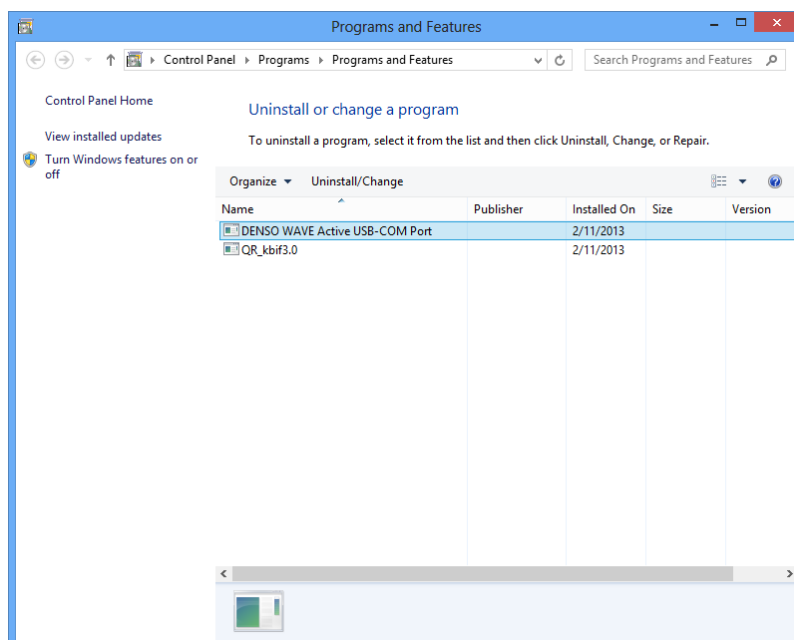 Programs and Features
Control Panel Programs Programs and Features Search Programs and Features
Control Panel Home
View installed updates
Turn Windows features on or
off
Uninstall or change a program
To uninstall a program, select it from the list and then click Uninstall, Change, or Repair.
Organize Uninstall/Change
Name Publisher Installed On Size Version
DENSO WAVE Active USB-COM Port 2/11/2013
QR_kbif3.0 2/11/2013